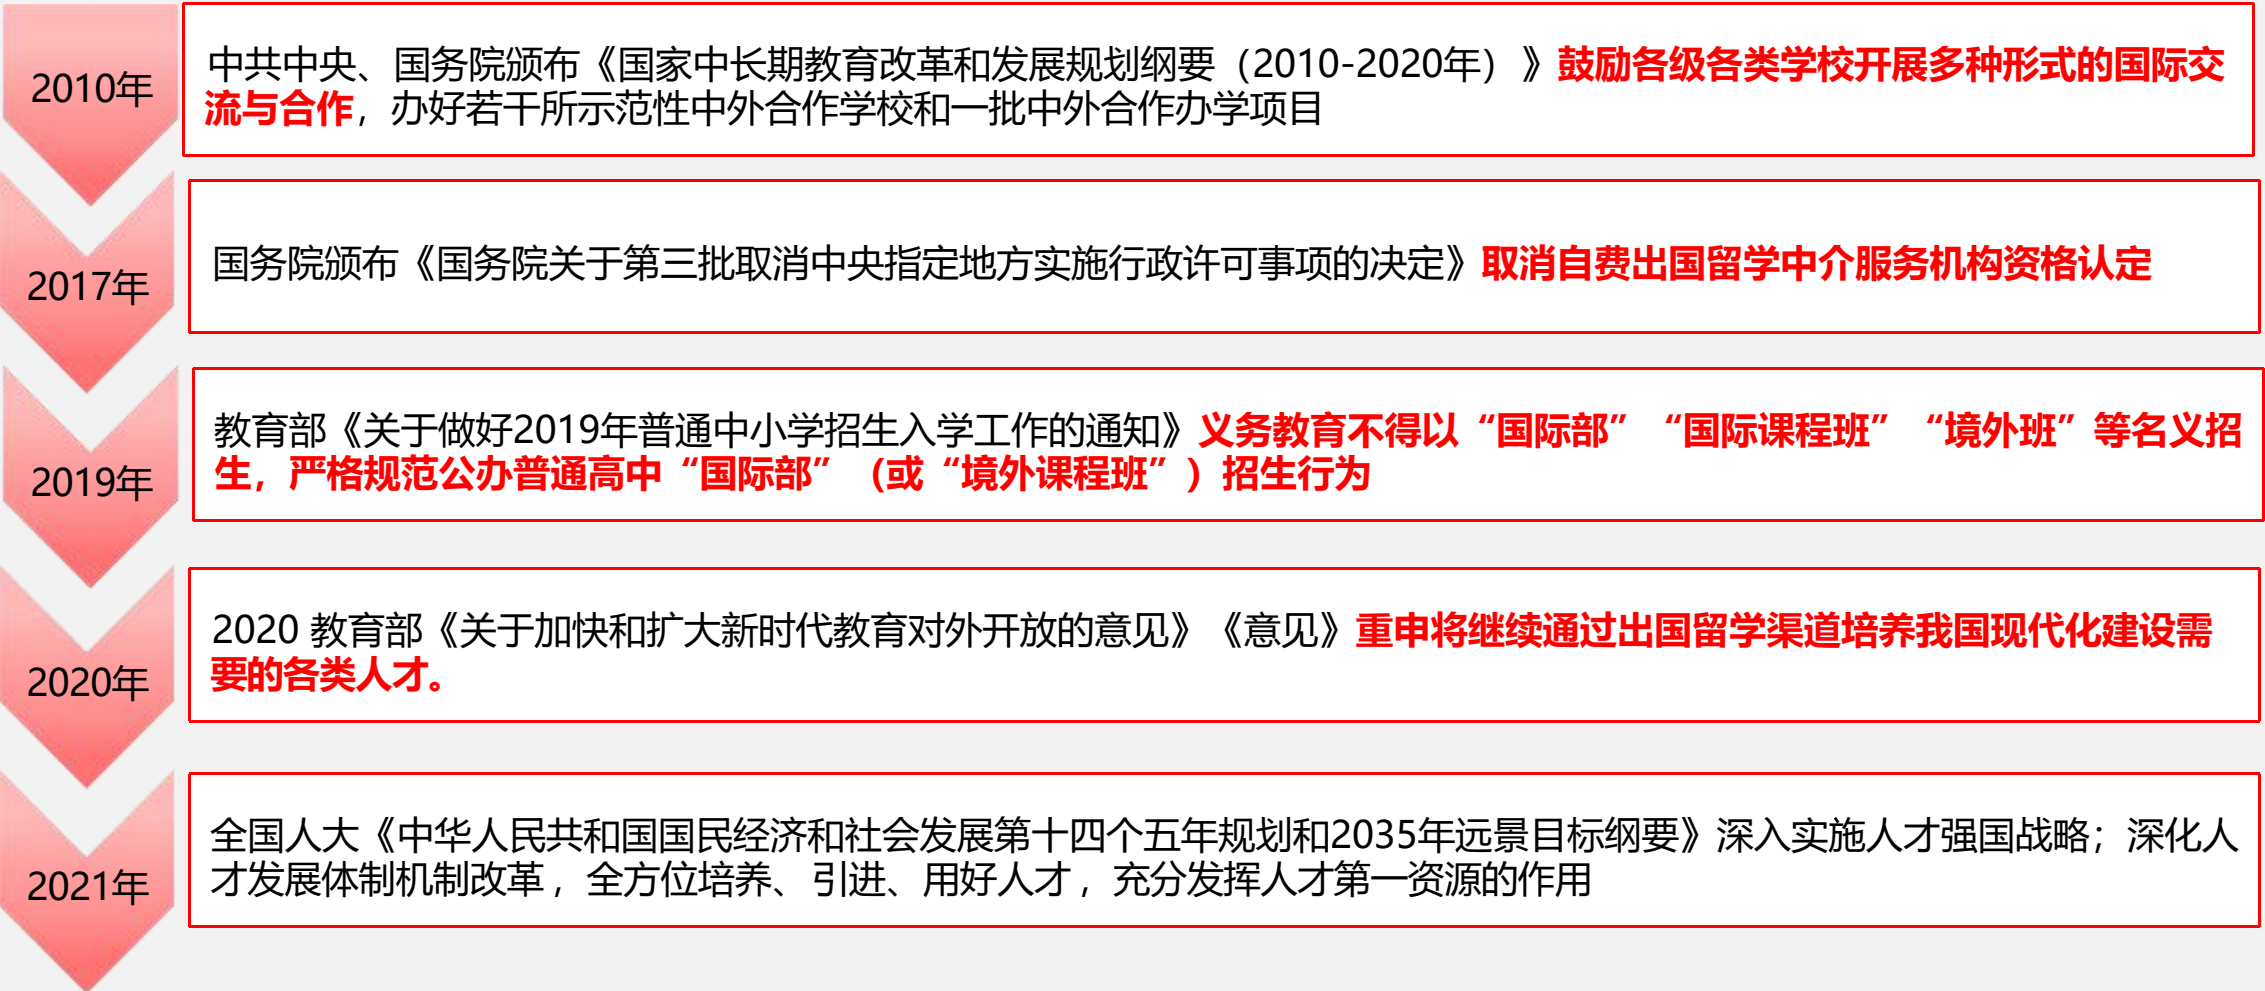 2010年
中共中央、国务院颁布《国家中长期教育改革和发展规划纲要（2010-2020年）》鼓励各级各类学校开展多种形式的国际交
流与合作，办好若干所示范性中外合作学校和一批中外合作办学项目
2017年
国务院颁布《国务院关于第三批取消中央指定地方实施行政许可事项的决定》取消自费出国留学中介服务机构资格认定
2019年
教育部《关于做好2019年普通中小学招生入学工作的通知》义务教育不得以“国际部”“国际课程班”“境外班”等名义招
生，严格规范公办普通高中“国际部”（或“境外课程班”）招生行为
2020年
2020 教育部《关于加快和扩大新时代教育对外开放的意见》《意见》重申将继续通过出国留学渠道培养我国现代化建设需
要的各类人才。
2021年
全国人大《中华人民共和国国民经济和社会发展第十四个五年规划和2035年远景目标纲要》深入实施人才强国战略；深化人
才发展体制机制改革，全方位培养、引进、用好人才，充分发挥人才第一资源的作用